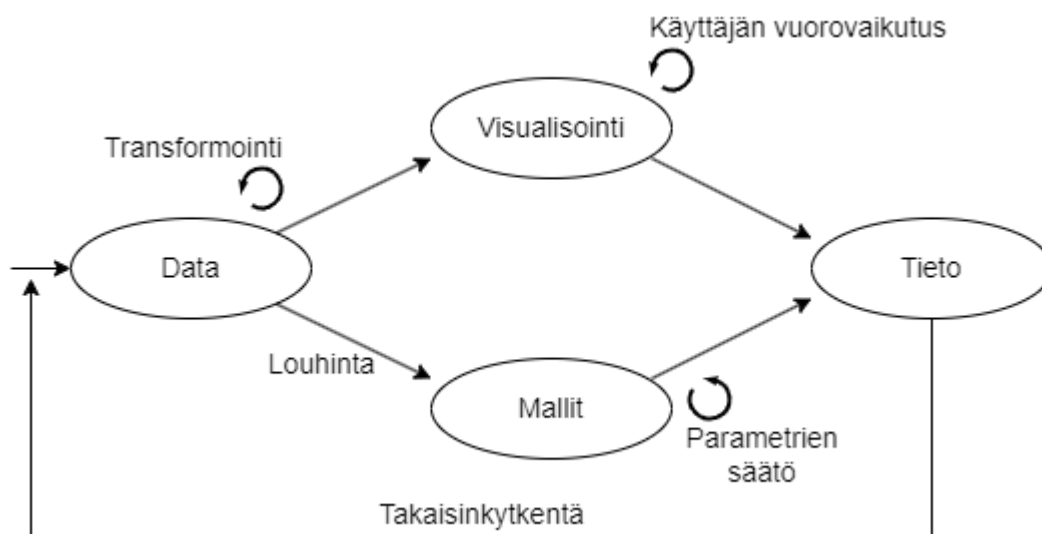 Käyttäjän vuorovaikutus
Visualisointi
Transformointi
Data
Tieto
Louhinta
Mallit
Parametrien
säätö
Takaisinkytkentä